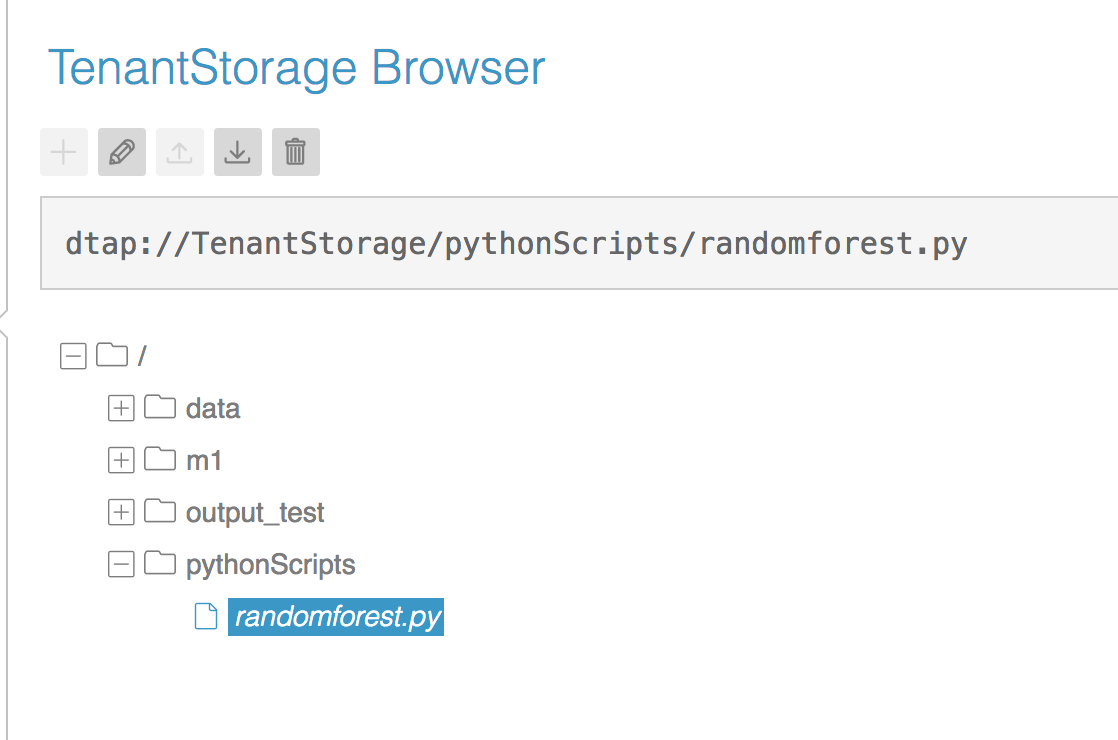 TenantStorage Browser
dtap://TenantStorage/pythonScripts/randomforest.py
/
data
m1
output_test
pythonScripts
randomforest.py